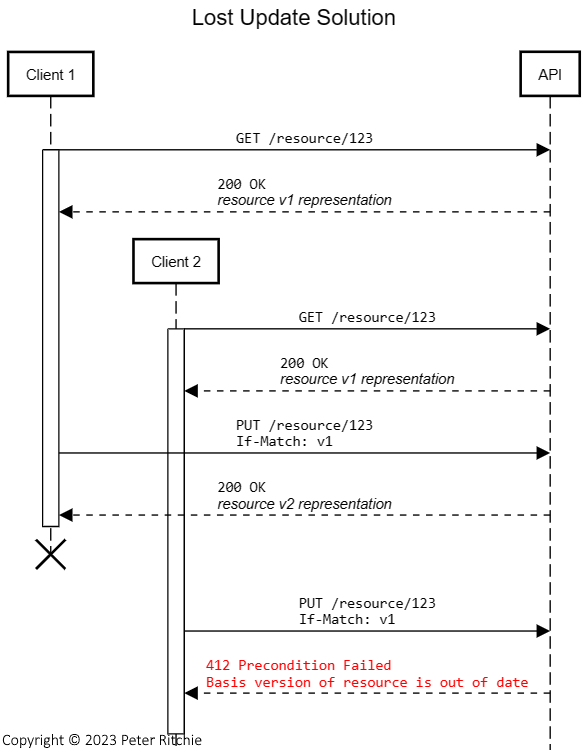 Lost Update Solution
Client 1
API
GET /resource/123
200 OK
resource v1 representation
Client 2
GET /resource/123
200 OK
resource v1 representation
PUT /resource/123
If-Match: v1
200 OK
resource v2 representation
PUT /resource/123
If-Match: v1
412 Precondition Failed
Basis version of resource is out of date
Copyright © 2023 Peter Ritchie